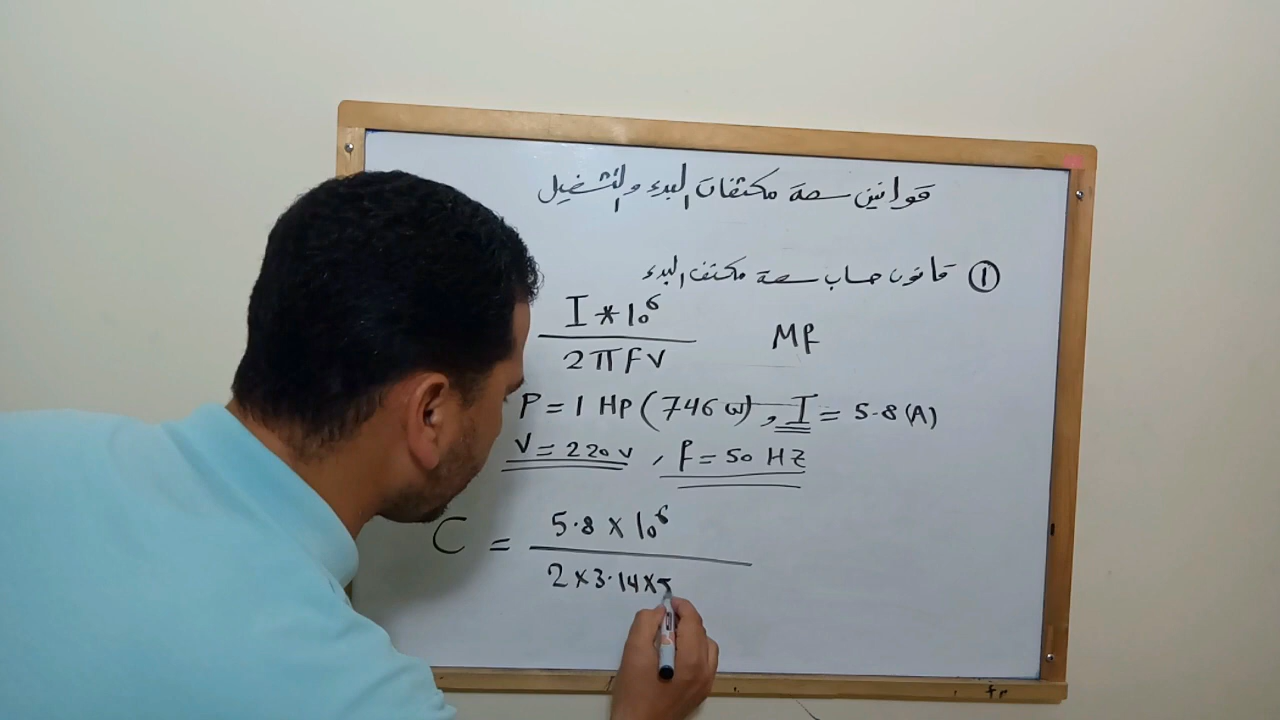 قوانين سعة مكثفات البدء والتشغيل
① قانون حساب سعة مكثف البدء
I * 10⁶
2πFV
MF
P = 1 HP (746 W), I = 5.8 (A)
V = 220 V, F = 50 HZ
C = 5.8 × 10⁶
2 × 3.14 × 5